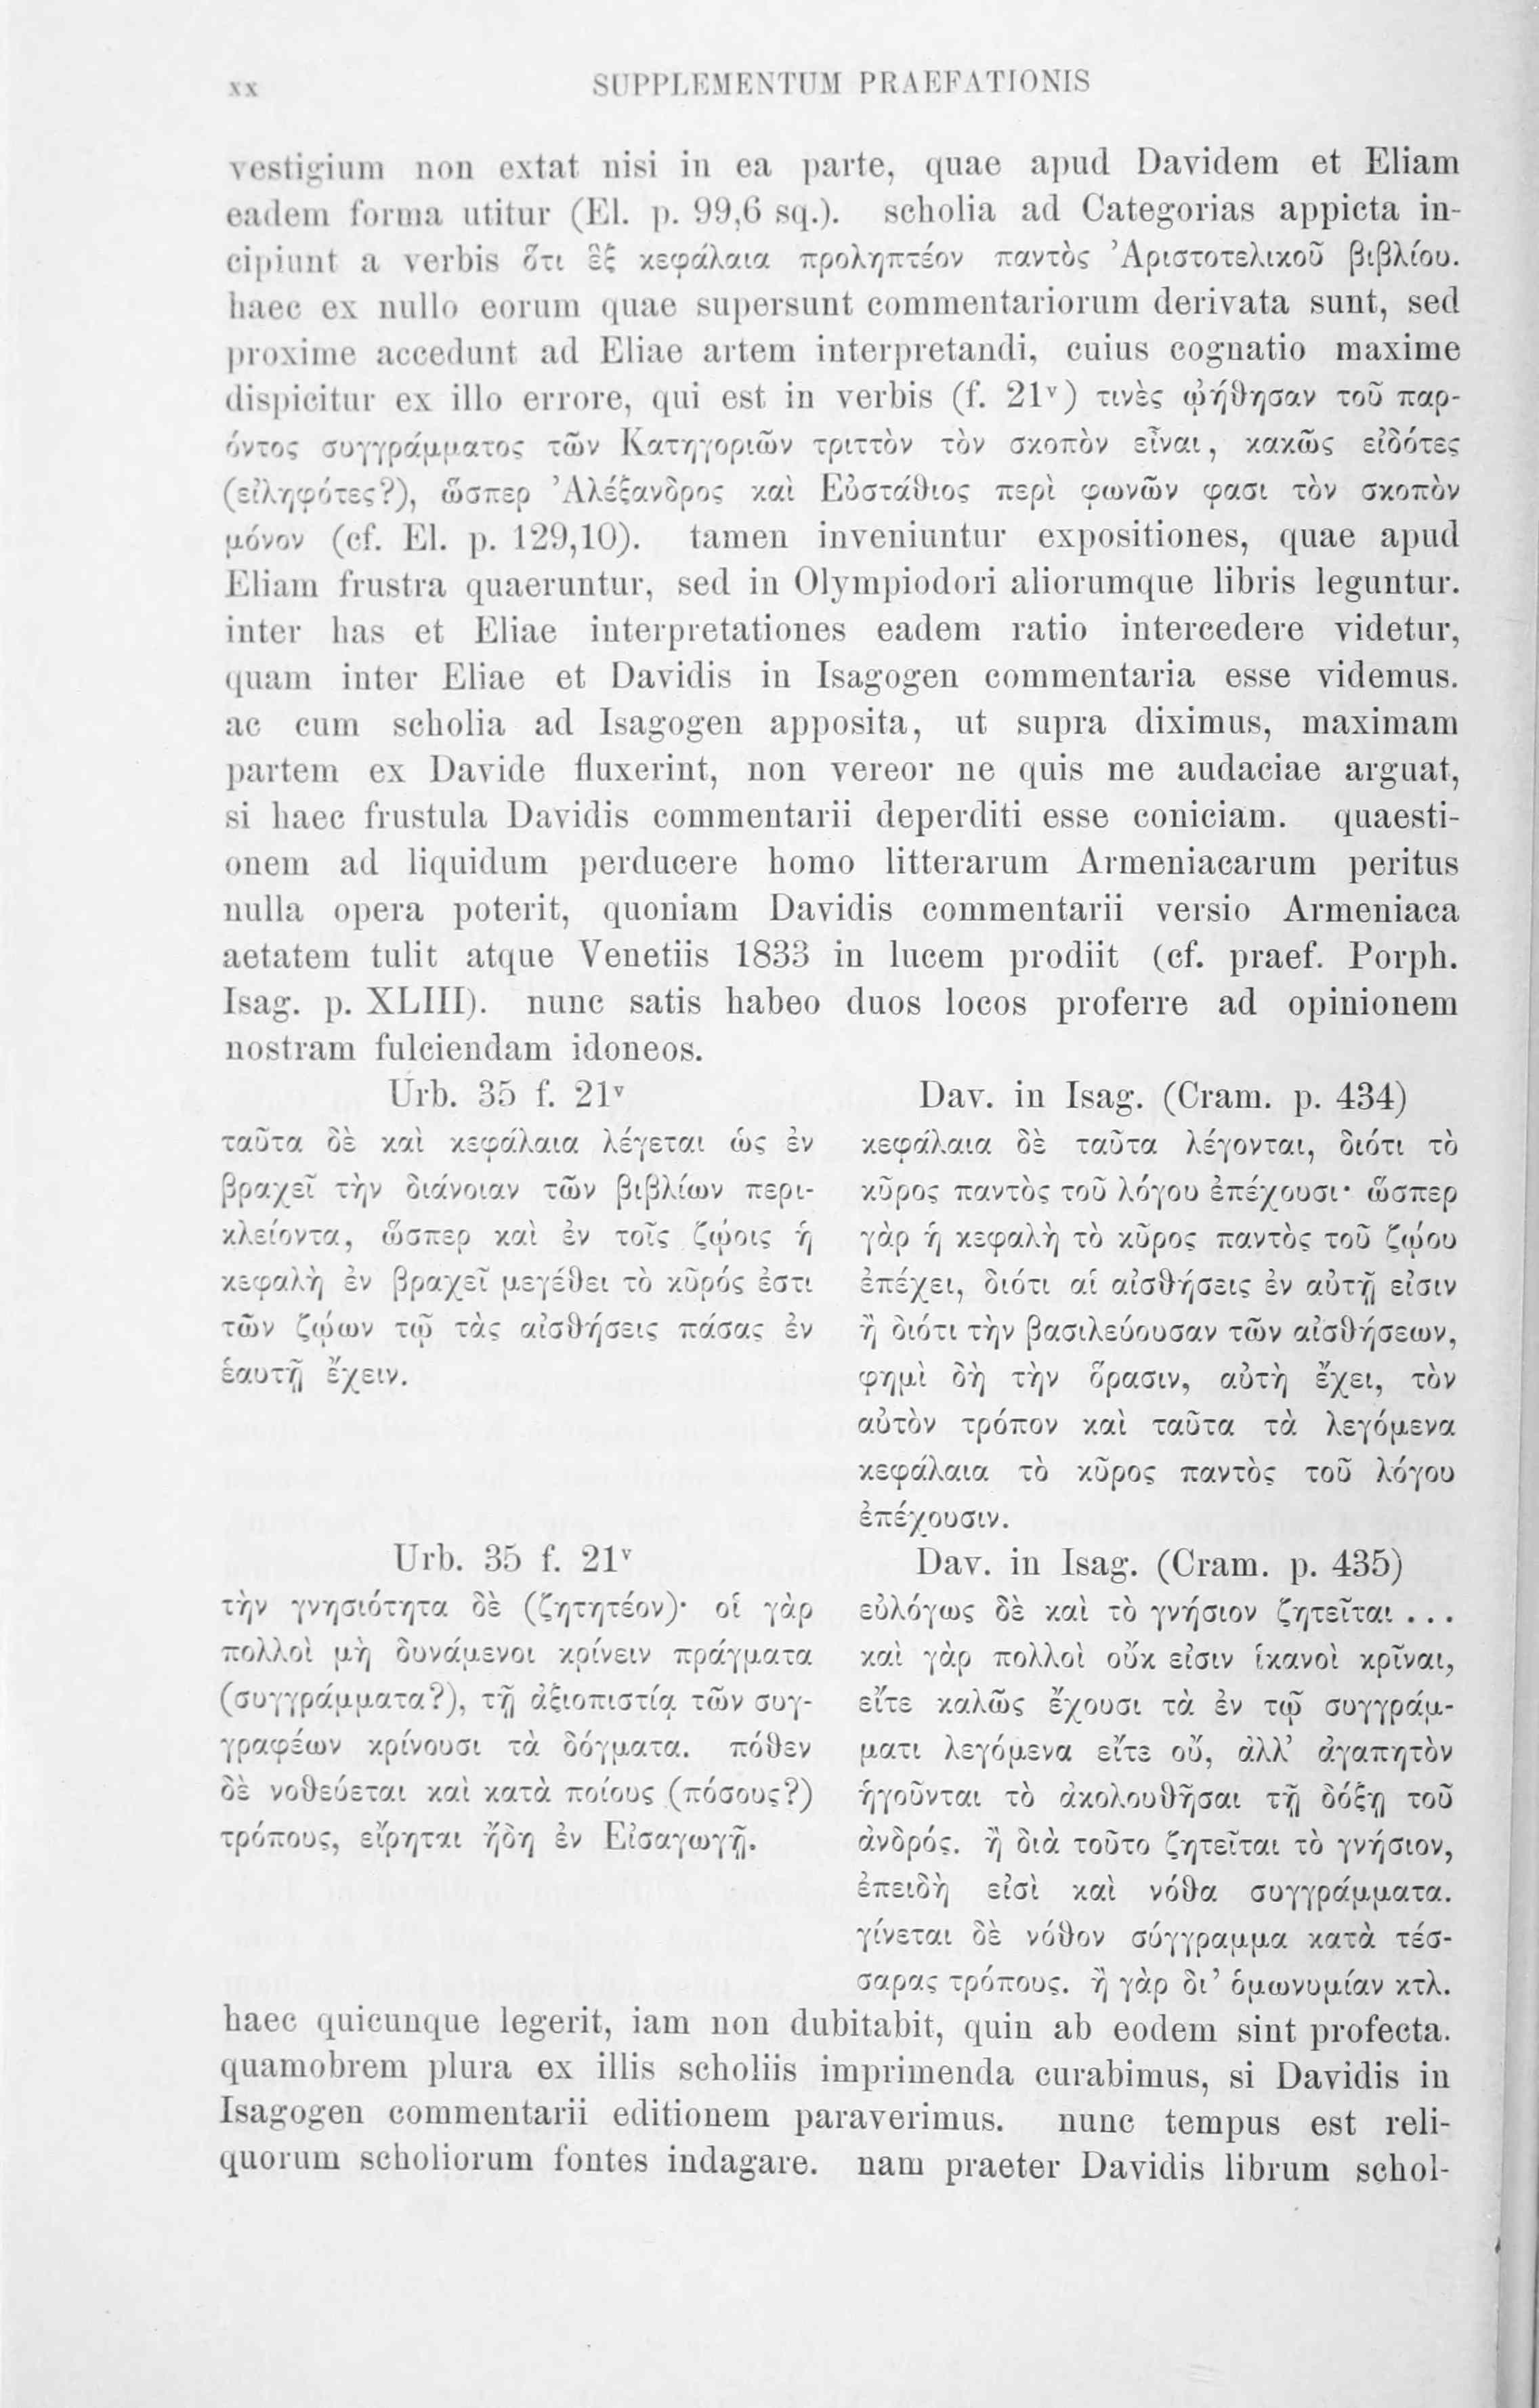 xx
SUPPLEMENTUM PRAEFATIONIS
vestigium non extat nisi in ea parte, quae apud Davidem et Eliam
eadem forma utitur (El. p. 99,6 sq.). scholia ad Categorias appicta in-
cipiunt a verbis ὅτι ἓξ κεφάλαια προληπτέον παντὸς Ἀριστοτελικοῦ βιβλίου.
haec ex nullo eorum quae supersunt commentariorum derivata sunt, sed
proxime accedunt ad Eliae artem interpretandi, cuius cognatio maxime
dispicitur ex illo errore, qui est in verbis (f. 21ᵛ) τινὲς ᾠήθησαν τοῦ παρ-
όντος συγγράμματος τῶν Κατηγοριῶν τριττὸν τὸν σκοπὸν εἶναι, κακῶς εἰδότες
(εἰληφότες?), ὥσπερ Ἀλέξανδρος καὶ Εὐστάθιος περὶ φωνῶν φασι τὸν σκοπὸν
μόνον (cf. El. p. 129,10). tamen inveniuntur expositiones, quae apud
Eliam frustra quaeruntur, sed in Olympiodori aliorumque libris leguntur.
inter has et Eliae interpretationes eadem ratio intercedere videtur,
quam inter Eliae et Davidis in Isagogen commentaria esse videmus.
ac cum scholia ad Isagogen apposita, ut supra diximus, maximam
partem ex Davide fluxerint, non vereor ne quis me audaciae arguat,
si haec frustula Davidis commentarii deperditi esse coniciam. quaesti-
onem ad liquidum perducere homo litterarum Armeniacarum peritus
nulla opera poterit, quoniam Davidis commentarii versio Armeniaca
aetatem tulit atque Venetiis 1833 in lucem prodiit (cf. praef. Porph.
Isag. p. XLIII). nunc satis habeo duos locos proferre ad opinionem
nostram fulciendam idoneos.
Urb. 35 f. 21ᵛ
ταῦτα δὲ καὶ κεφάλαια λέγεται ὡς ἐν
βραχεῖ τὴν διάνοιαν τῶν βιβλίων περι-
κλείοντα, ὥσπερ καὶ ἐν τοῖς ζῴοις ἡ
κεφαλὴ ἐν βραχεῖ μεγέθει τὸ κῦρός ἐστι
τῶν ζῴων τῷ τὰς αἰσθήσεις πάσας ἐν
ἑαυτῇ ἔχειν.
Dav. in Isag. (Cram. p. 434)
κεφάλαια δὲ ταῦτα λέγονται, διότι τὸ
κῦρος παντὸς τοῦ λόγου ἐπέχουσι· ὥσπερ
γὰρ ἡ κεφαλὴ τὸ κῦρος παντὸς τοῦ ζῴου
ἐπέχει, διότι αἱ αἰσθήσεις ἐν αὐτῇ εἰσιν
ἢ διότι τὴν βασιλεύουσαν τῶν αἰσθήσεων,
φημὶ δὴ τὴν ὅρασιν, αὐτὴ ἔχει, τὸν
αὐτὸν τρόπον καὶ ταῦτα τὰ λεγόμενα
κεφάλαια τὸ κῦρος παντὸς τοῦ λόγου
ἐπέχουσιν.
Urb. 35 f. 21ᵛ
τὴν γνησιότητα δὲ (ζητητέον)· οἱ γὰρ
πολλοὶ μὴ δυνάμενοι κρίνειν πράγματα
(συγγράμματα?), τῇ ἀξιοπιστίᾳ τῶν συγ-
γραφέων κρίνουσι τὰ δόγματα. πόθεν
δὲ νοθεύεται καὶ κατὰ ποίους (πόσους?)
τρόπους, εἴρηται ἤδη ἐν Εἰσαγωγῇ.
Dav. in Isag. (Cram. p. 435)
εὐλόγως δὲ καὶ τὸ γνήσιον ζητεῖται ...
καὶ γὰρ πολλοὶ οὔκ εἰσιν ἱκανοὶ κρῖναι,
εἴτε καλῶς ἔχουσι τὰ ἐν τῷ συγγράμ-
ματι λεγόμενα εἴτε οὔ, ἀλλ’ ἀγαπητὸν
ἡγοῦνται τὸ ἀκολουθῆσαι τῇ δόξῃ τοῦ
ἀνδρός. ἢ διὰ τοῦτο ζητεῖται τὸ γνήσιον,
ἐπειδὴ εἰσὶ καὶ νόθα συγγράμματα.
γίνεται δὲ νόθον σύγγραμμα κατὰ τέσ-
σαρας τρόπους. ἢ γὰρ δι’ ὁμωνυμίαν κτλ.
haec quicunque legerit, iam non dubitabit, quin ab eodem sint profecta.
quamobrem plura ex illis scholiis imprimenda curabimus, si Davidis in
Isagogen commentarii editionem paraverimus. nunc tempus est reli-
quorum scholiorum fontes indagare. nam praeter Davidis librum schol-